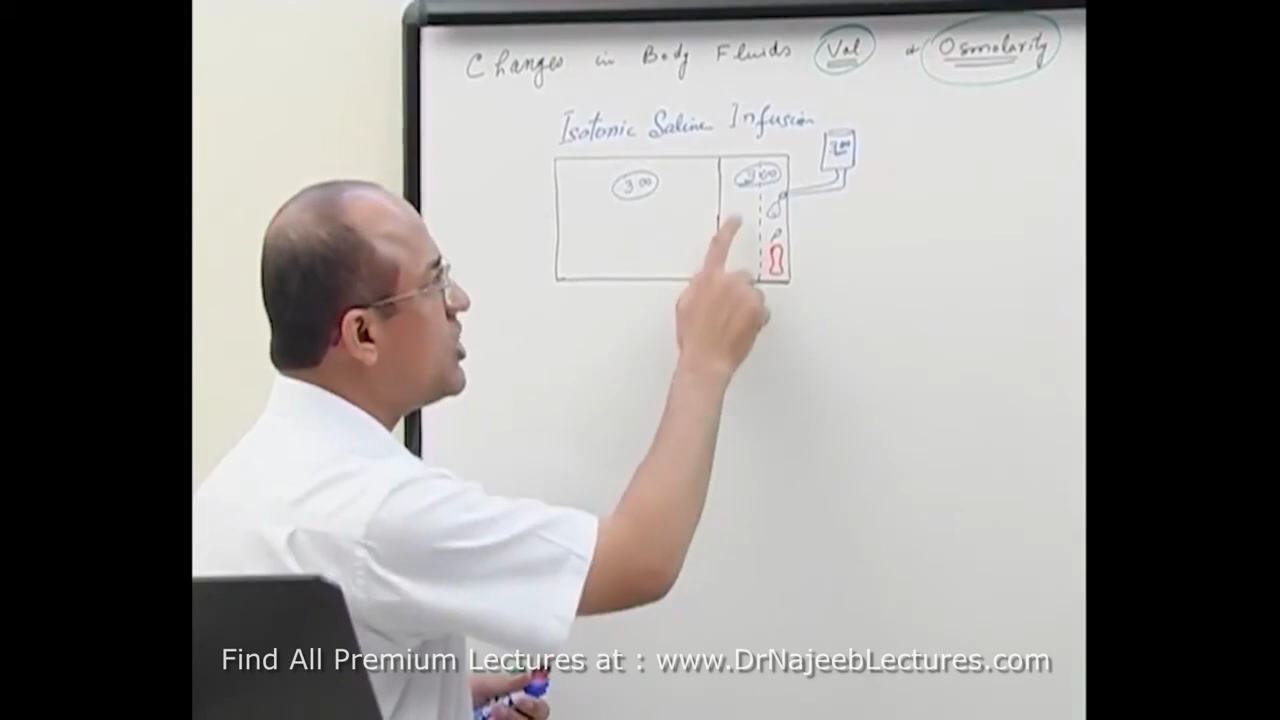 Changes in Body Fluids Vol & Osmolarity
Isotonic Saline Infusion
300
300
300
P
Find All Premium Lectures at : www.DrNajeebLectures.com